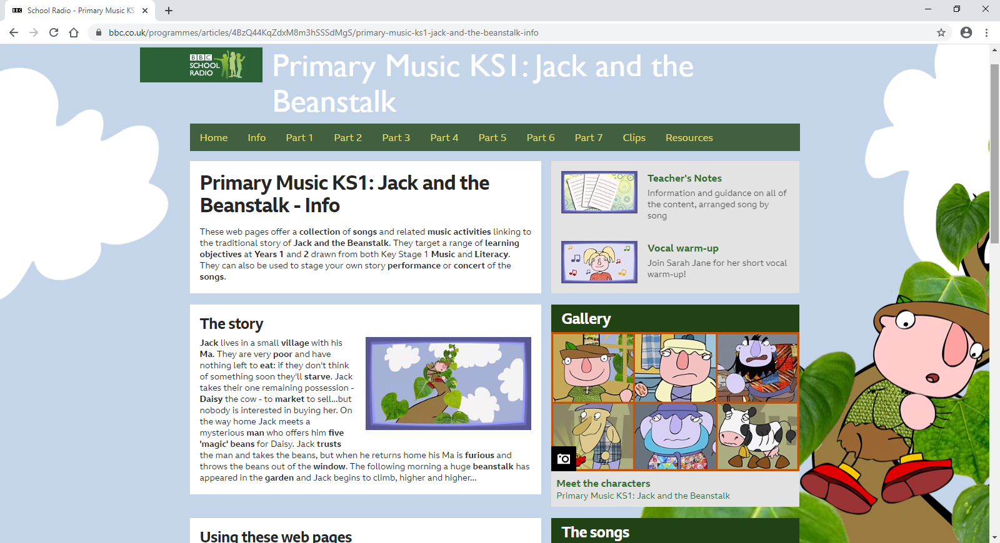 School Radio - Primary Music KS
bbc.co.uk/programmes/articles/4BzQ44KqZdxM8m3hSSSdMgS/primary-music-ks1-jack-and-the-beanstalk-info
BBC
SCHOOL
RADIO
Primary Music KS1: Jack and the
Beanstalk
Home Info Part 1 Part 2 Part 3 Part 4 Part 5 Part 6 Part 7 Clips Resources
Primary Music KS1: Jack and the
Beanstalk - Info
These web pages offer a collection of songs and related music activities linking to
the traditional story of Jack and the Beanstalk. They target a range of learning
objectives at Years 1 and 2 drawn from both Key Stage 1 Music and Literacy.
They can also be used to stage your own story performance or concert of the
songs.
Teacher's Notes
Information and guidance on all of
the content, arranged song by
song
Vocal warm-up
Join Sarah Jane for her short vocal
warm-up!
The story
Jack lives in a small village with his
Ma. They are very poor and have
nothing left to eat: if they don't think
of something soon they'll starve. Jack
takes their one remaining possession -
Daisy the cow - to market to sell...but
nobody is interested in buying her. On
the way home Jack meets a
mysterious man who offers him five
'magic' beans for Daisy. Jack trusts
the man and takes the beans, but when he returns home his Ma is furious and
throws the beans out of the window. The following morning a huge beanstalk has
appeared in the garden and Jack begins to climb, higher and higher...
Gallery
Meet the characters
Primary Music KS1: Jack and the Beanstalk
Using these web pages
The songs